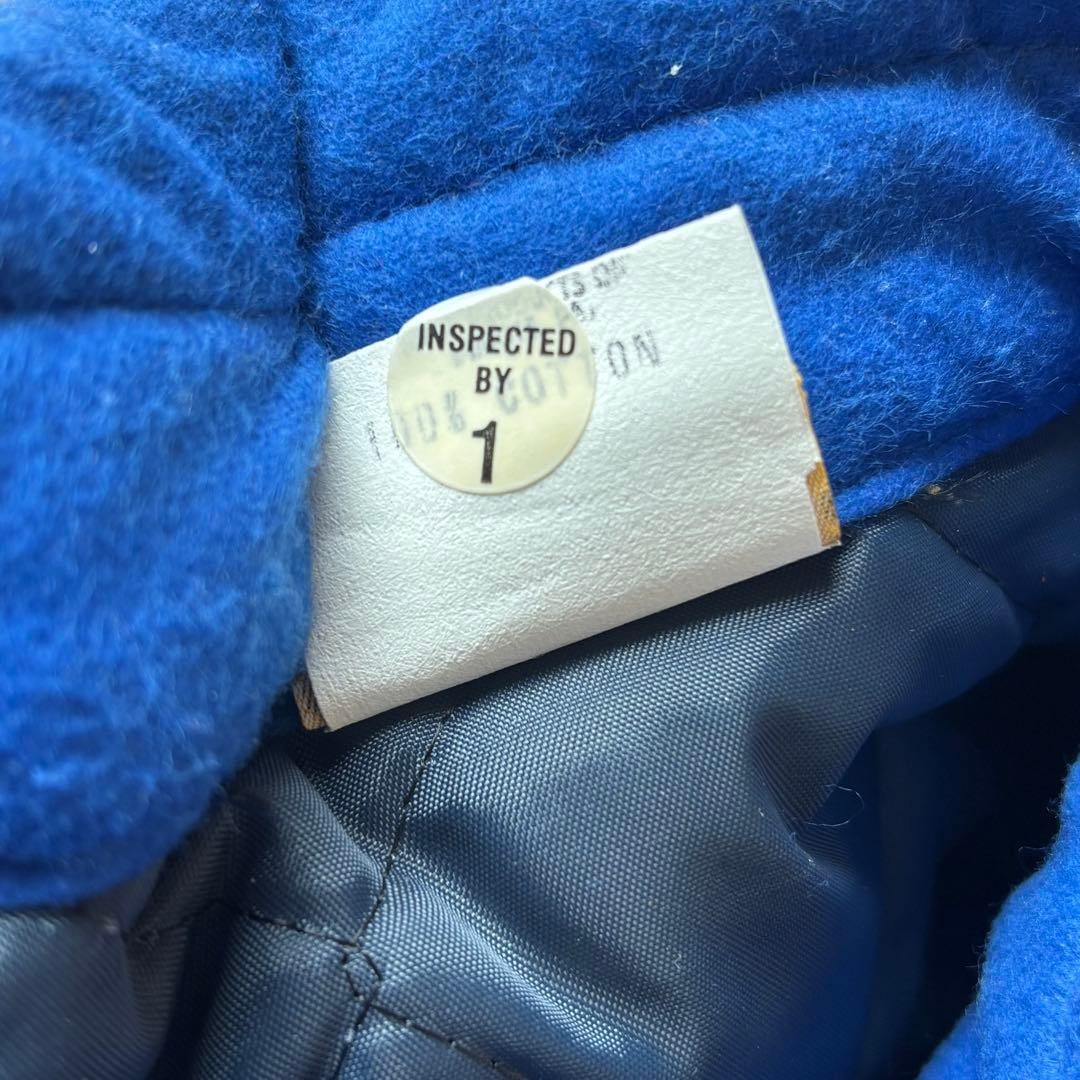 INSPECTED
BY
1
100% COTTON